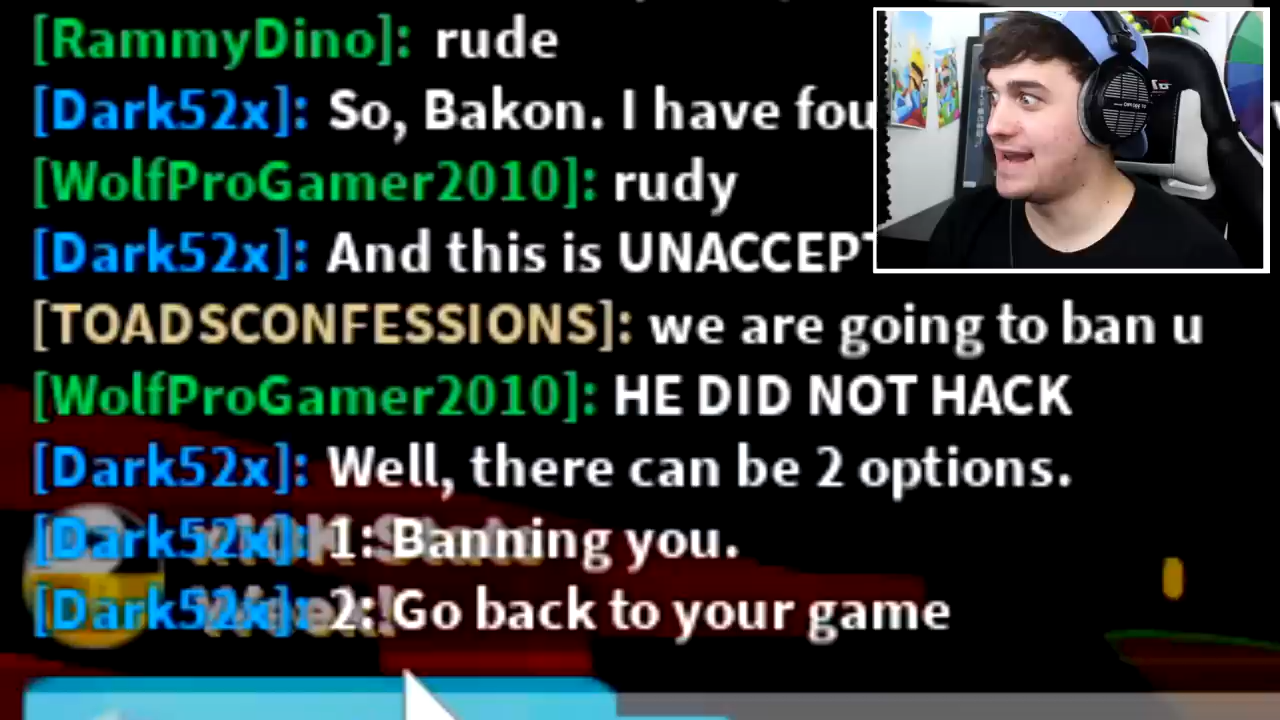 [RammyDino]: rude
[Dark52x]: So, Bakon. I have fou
[WolfProGamer2010]: rudy
[Dark52x]: And this is UNACCEPT
[TOADSCONFESSIONS]: we are going to ban u
[WolfProGamer2010]: HE DID NOT HACK
[Dark52x]: Well, there can be 2 options.
[Dark52x]: 1: Banning you.
[Dark52x]: 2: Go back to your game